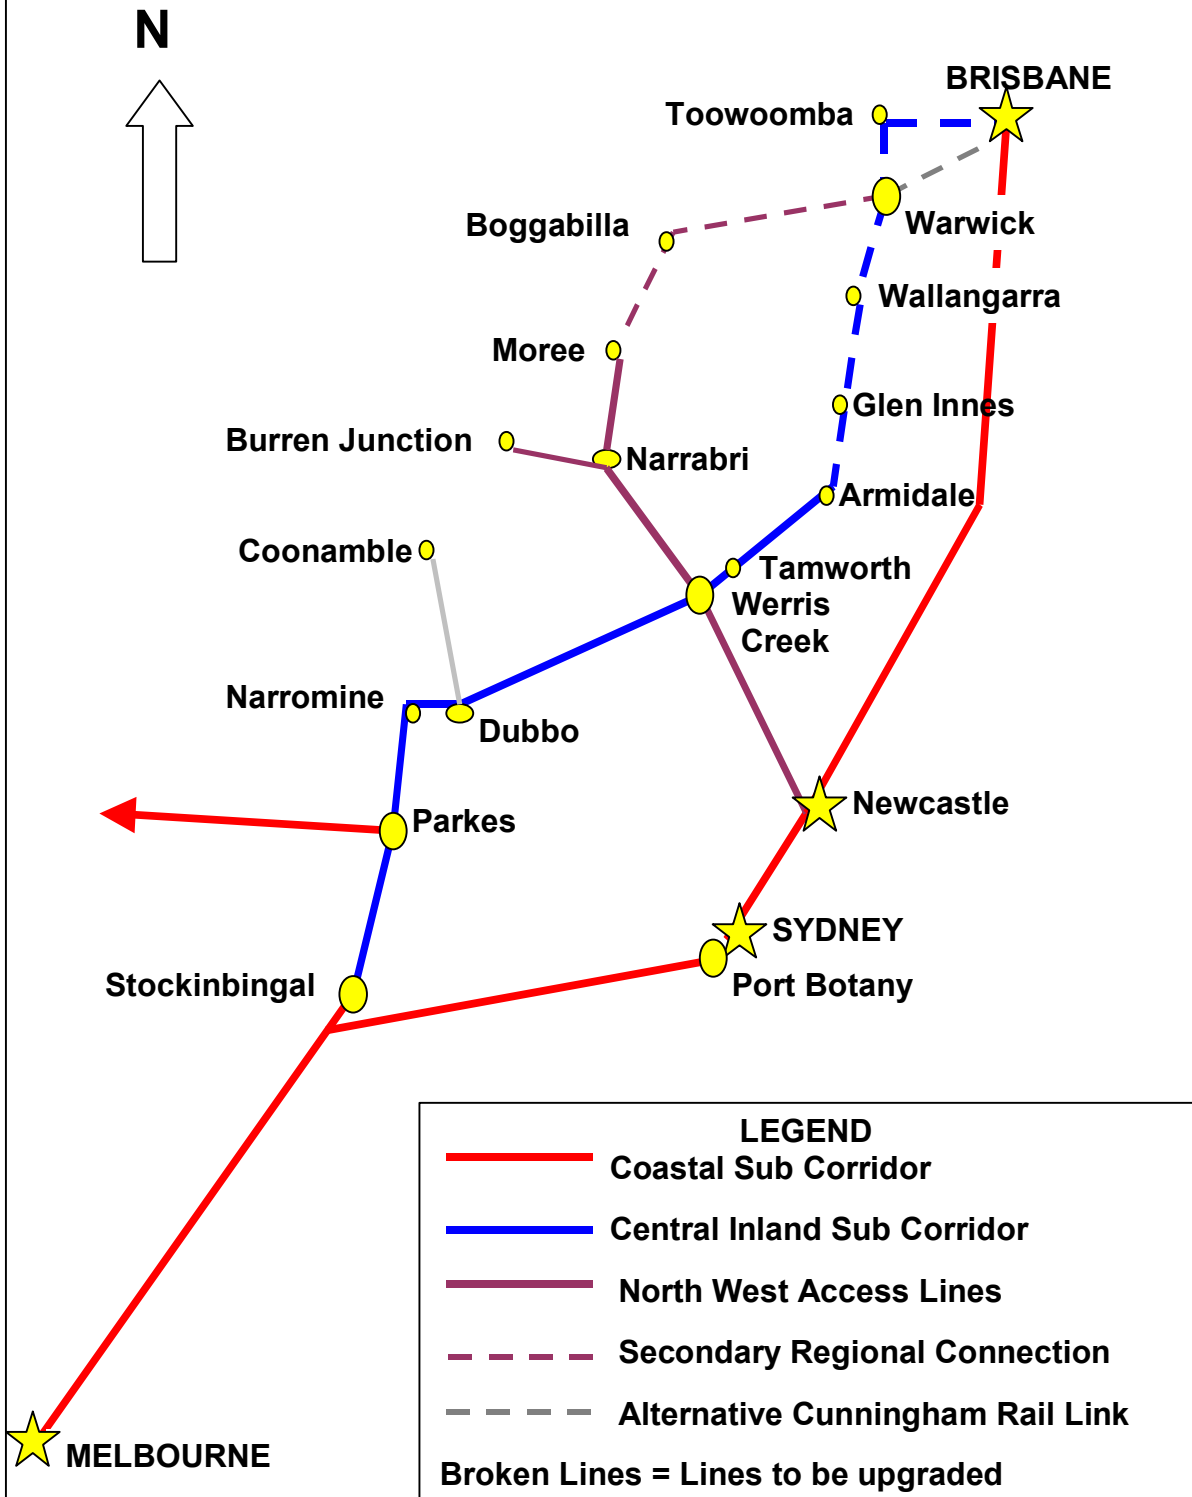 N
BRISBANE
Toowoomba
Boggabilla
Warwick
Wallangarra
Moree
Glen Innes
Burren Junction
Narrabri
Armidale
Coonamble
Tamworth
Werris
Creek
Narromine
Dubbo
Newcastle
Parkes
SYDNEY
Stockinbingal
Port Botany
LEGEND
Coastal Sub Corridor
Central Inland Sub Corridor
North West Access Lines
Secondary Regional Connection
Alternative Cunningham Rail Link
MELBOURNE
Broken Lines = Lines to be upgraded